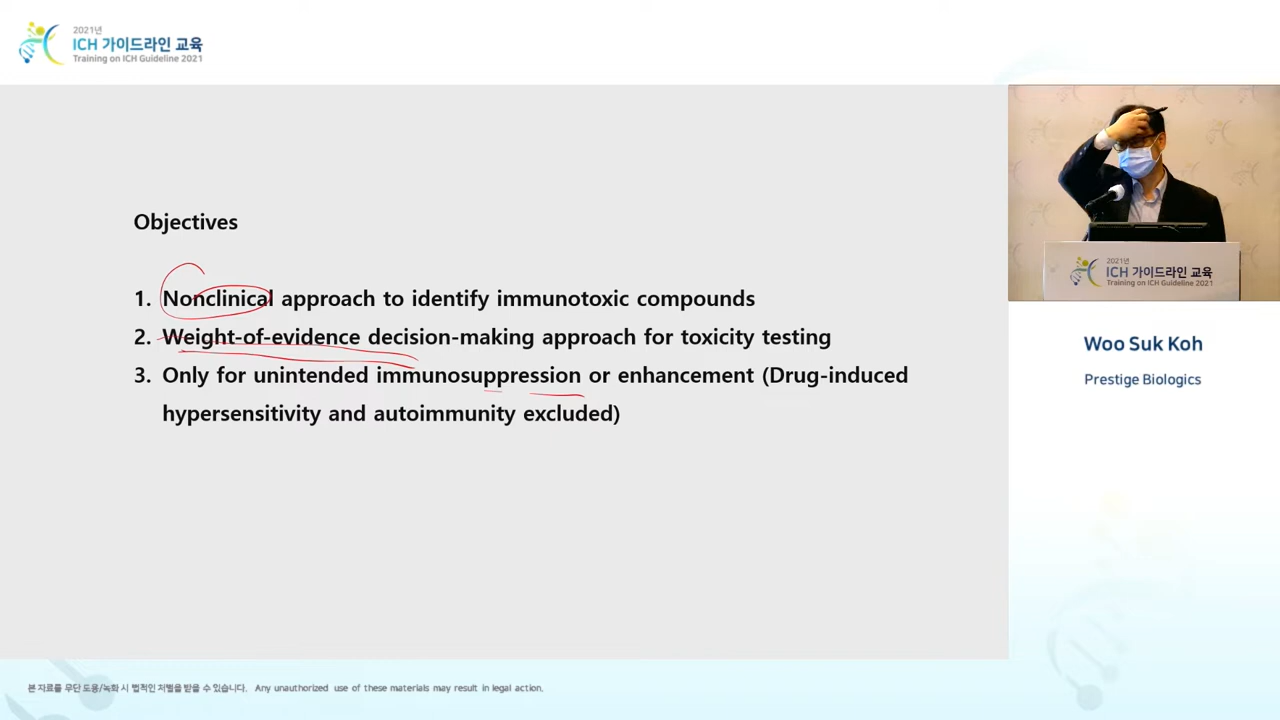 2021년
ICH 가이드라인 교육
Training on ICH Guideline 2021
Objectives
1. Nonclinical approach to identify immunotoxic compounds
2. Weight-of-evidence decision-making approach for toxicity testing
3. Only for unintended immunosuppression or enhancement (Drug-induced
hypersensitivity and autoimmunity excluded)
2021년
ICH 가이드라인 교육
Training on ICH Guideline 2021
Woo Suk Koh
Prestige Biologics
본 자료를 무단 도용/녹화 시 법적인 처벌을 받을 수 있습니다. Any unauthorized use of these materials may result in legal action.